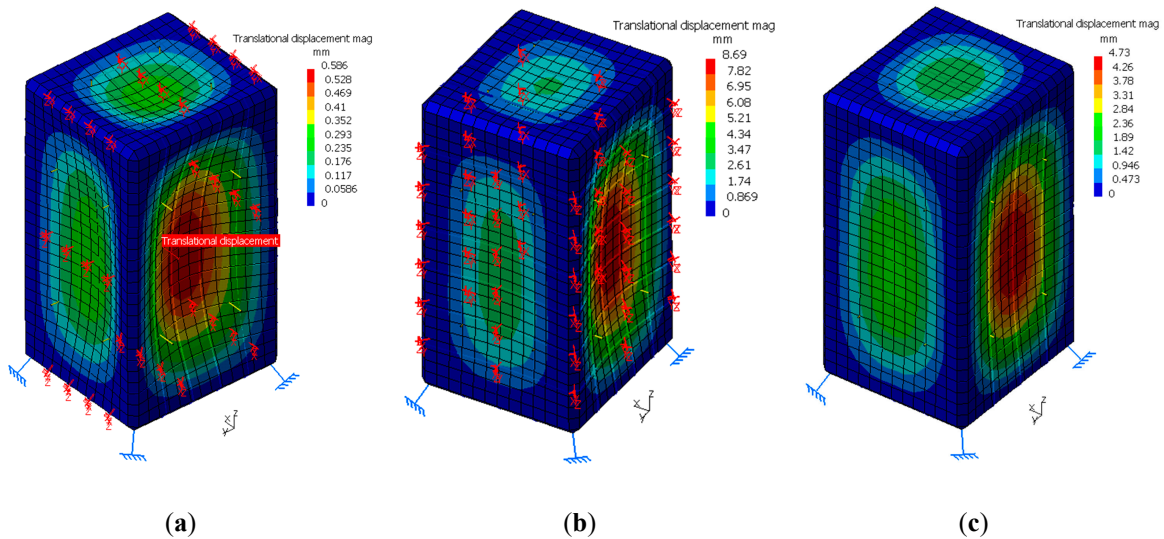 Translational displacement mag
mm
0.586
0.528
0.469
0.41
0.352
0.293
0.235
0.176
0.117
0.0586
0
Translational displacement
x
y
z
(a)
Translational displacement mag
mm
8.69
7.82
6.95
6.08
5.21
4.34
3.47
2.61
1.74
0.869
0
x
y
z
(b)
Translational displacement mag
mm
4.73
4.26
3.78
3.31
2.84
2.36
1.89
1.42
0.946
0.473
0
x
y
z
(c)